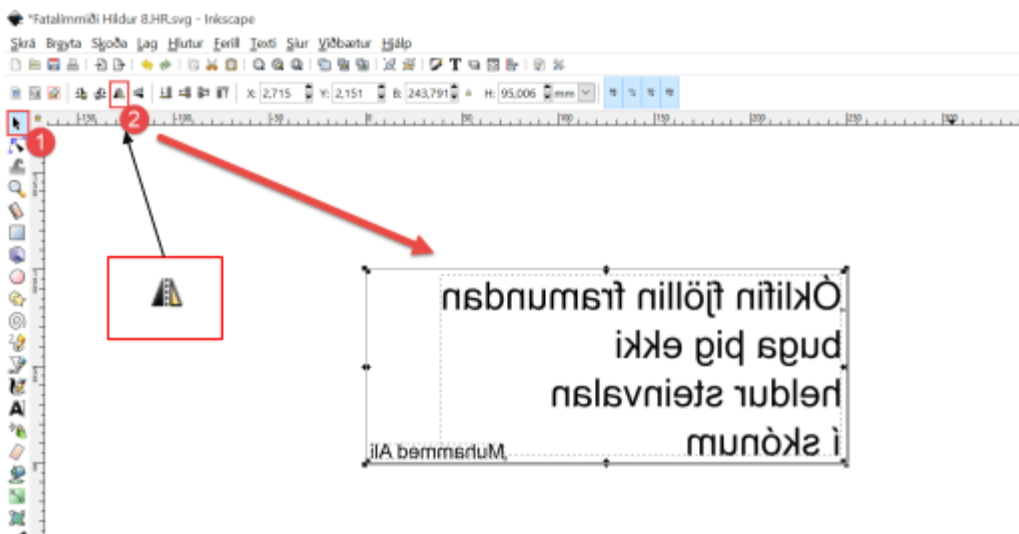 *Fatalímmiði Hildur 8.HR.svg - Inkscape
Skrá Breyta Skoða Lag Hlutur Ferill Texti Síur Viðbætur Hjálp
X: 2,715 Y: 2,151 B: 243,791 H: 95,006 mm
1
2
Óklifin fjöllin framundan
buga þig ekki
heldur steinvalan
í skónum
Muhammed Ali